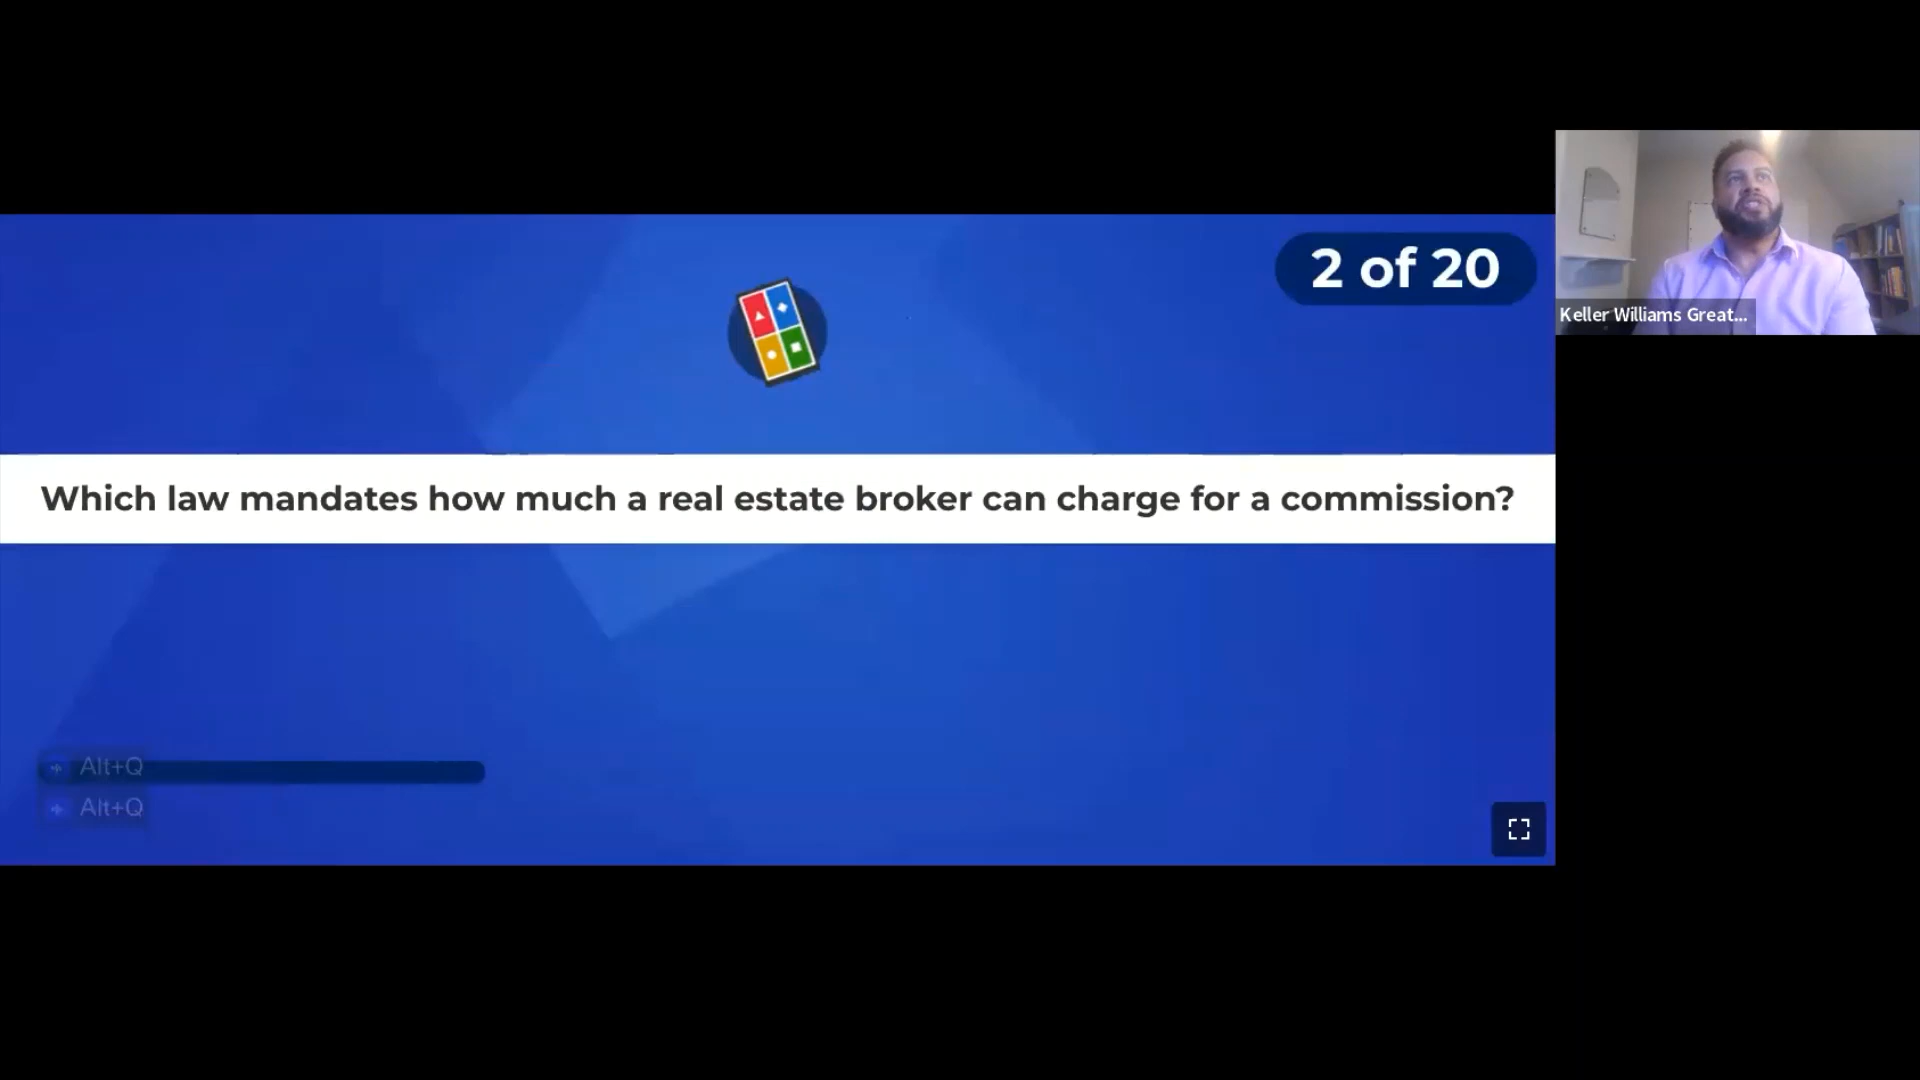 2 of 20
Keller Williams Great...
Which law mandates how much a real estate broker can charge for a commission?
Alt+Q
Alt+Q